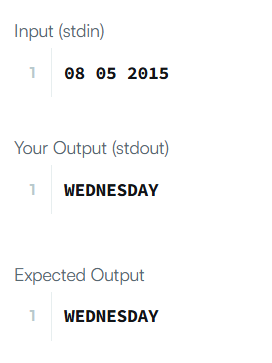 Input (stdin)
1 08 05 2015
Your Output (stdout)
1 WEDNESDAY
Expected Output
1 WEDNESDAY